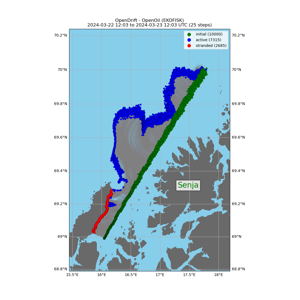 OpenDrift - OpenOil (EKOFISK)
2024-03-22 12:03 to 2024-03-23 12:03 UTC (25 steps)
initial (10000)
active (7315)
stranded (2685)
70.2°N
70°N
69.8°N
69.6°N
69.4°N
69.2°N
69°N
68.8°N
70.2°N
70°N
69.8°N
69.6°N
69.4°N
69.2°N
69°N
68.8°N
Senja
15.5°E
16°E
16.5°E
17°E
17.5°E
18°E